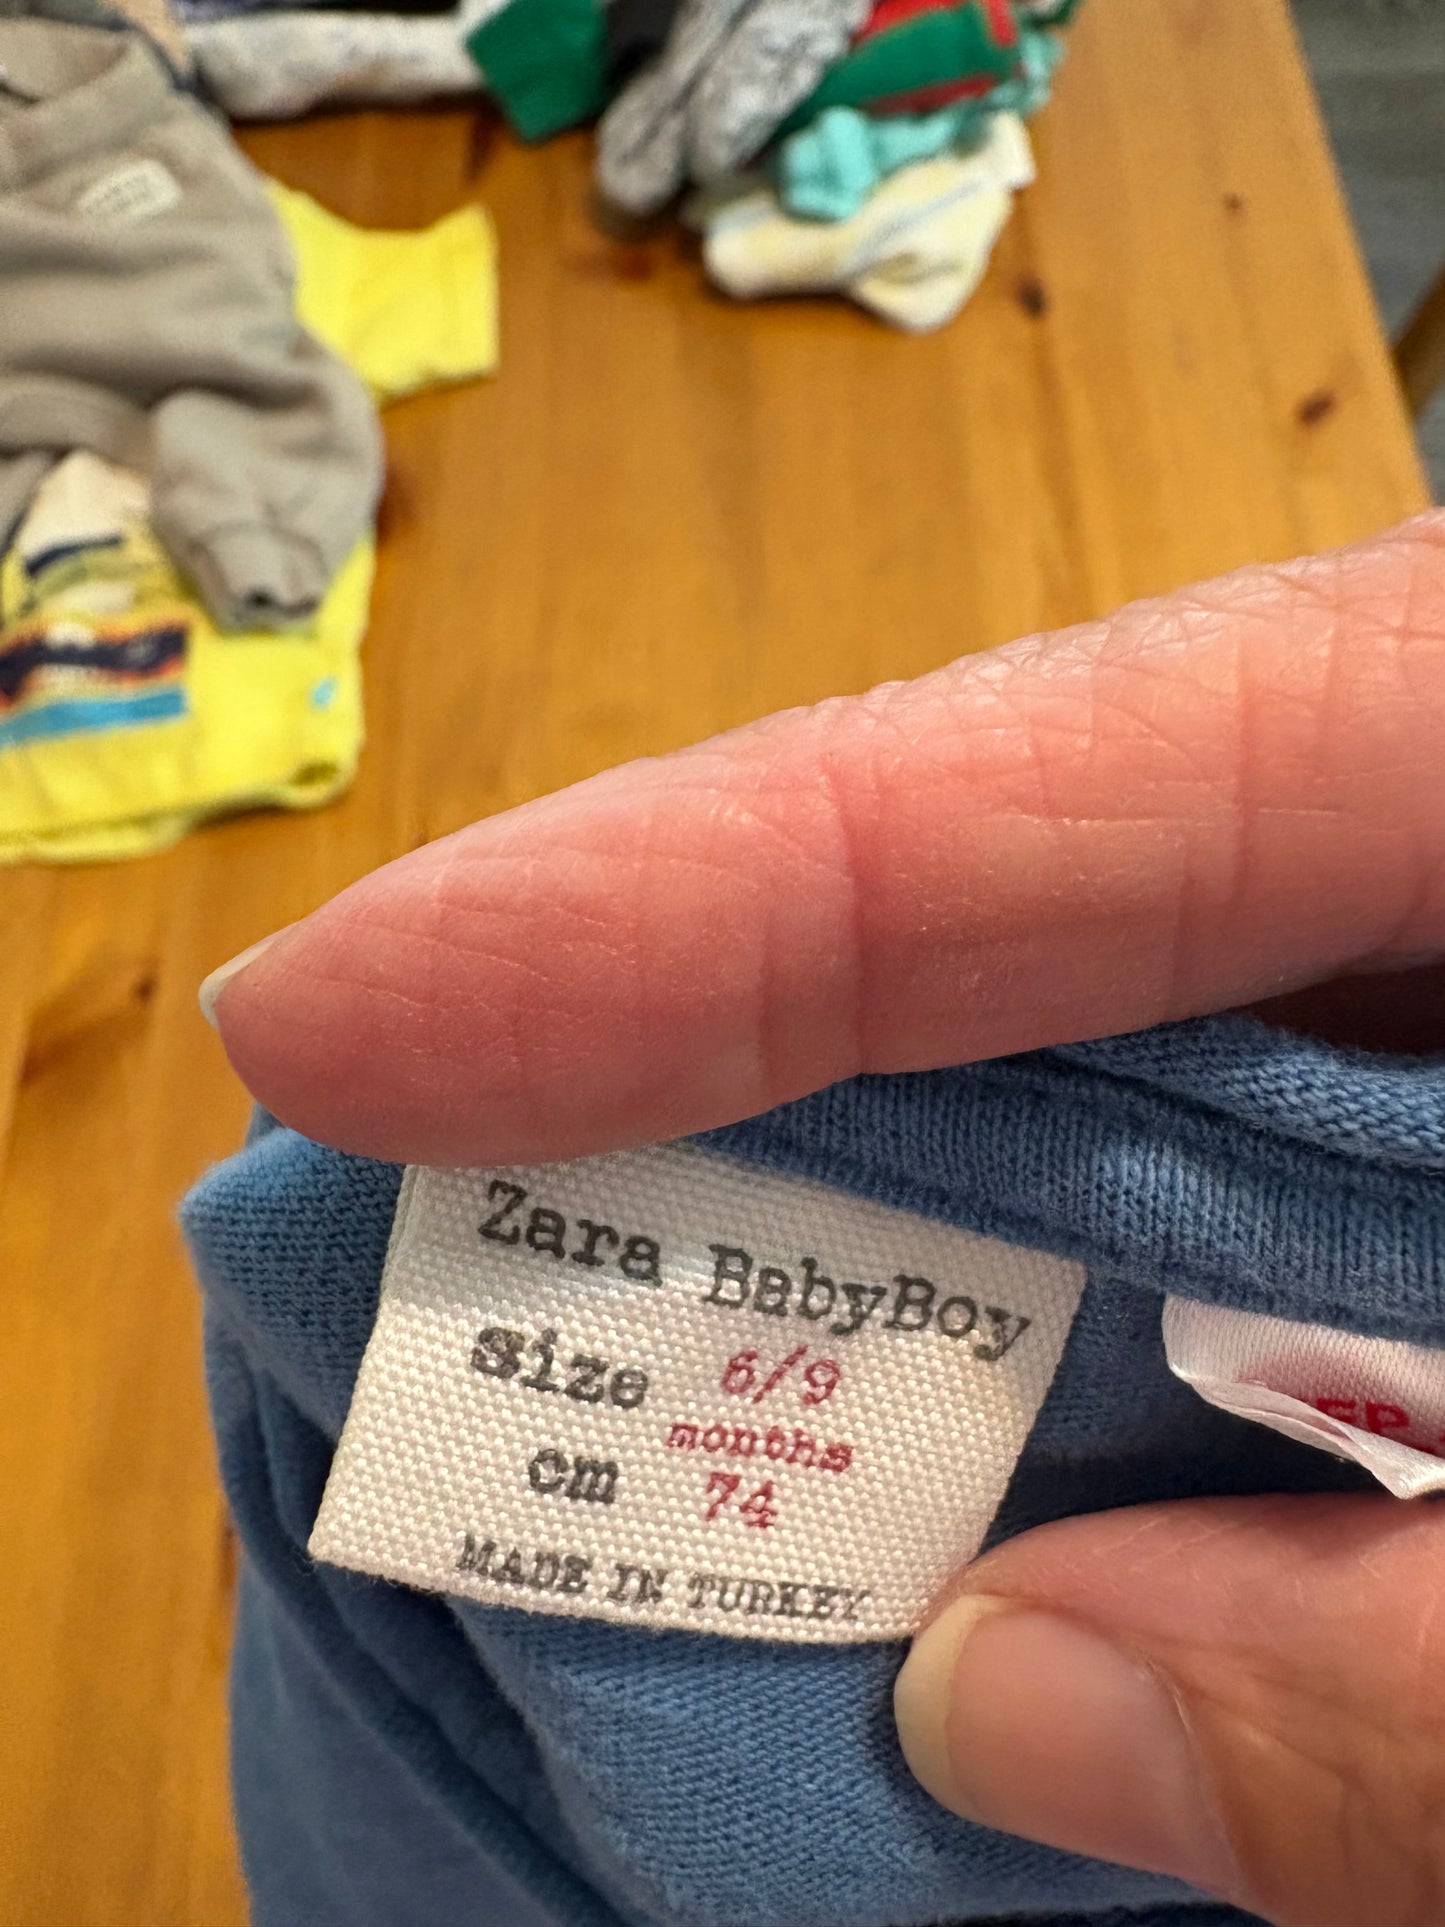 Zara BabyBoy
size 6/9
months
cm 74
MADE IN TURKEY